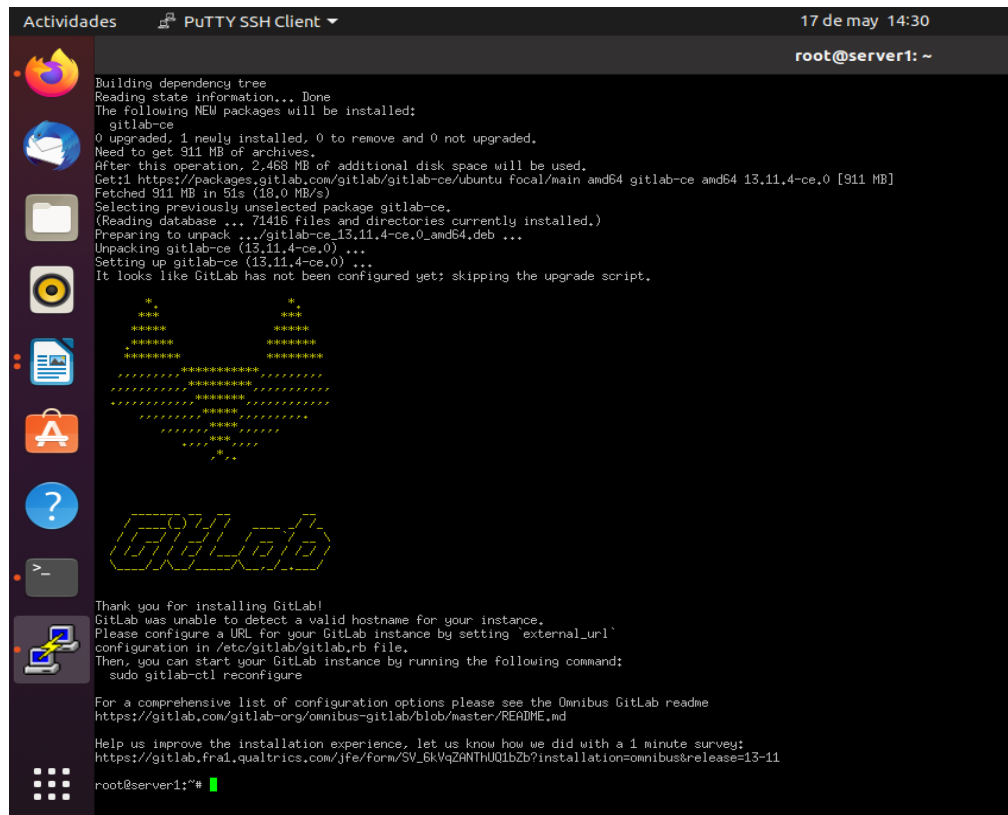 Actividades PuTTY SSH Client 17 de may 14:30
root@server1: ~
Building dependency tree
Reading state information... Done
The following NEW packages will be installed:
  gitlab-ce
0 upgraded, 1 newly installed, 0 to remove and 0 not upgraded.
Need to get 911 MB of archives.
After this operation, 2,468 MB of additional disk space will be used.
Get:1 https://packages.gitlab.com/gitlab/gitlab-ce/ubuntu focal/main amd64 gitlab-ce amd64 13.11.4-ce.0 [911 MB]
Fetched 911 MB in 51s (18.0 MB/s)
Selecting previously unselected package gitlab-ce.
(Reading database ... 71416 files and directories currently installed.)
Preparing to unpack .../gitlab-ce_13.11.4-ce.0_amd64.deb ...
Unpacking gitlab-ce (13.11.4-ce.0) ...
Setting up gitlab-ce (13.11.4-ce.0) ...
It looks like GitLab has not been configured yet; skipping the upgrade script.
GitLab
Thank you for installing GitLab!
GitLab was unable to detect a valid hostname for your instance.
Please configure a URL for your GitLab instance by setting `external_url`
configuration in /etc/gitlab/gitlab.rb file.
Then, you can start your GitLab instance by running the following command:
  sudo gitlab-ctl reconfigure
For a comprehensive list of configuration options please see the Omnibus GitLab readme
https://gitlab.com/gitlab-org/omnibus-gitlab/blob/master/README.md
Help us improve the installation experience, let us know how we did with a 1 minute survey:
https://gitlab.fra1.qualtrics.com/jfe/form/SV_6kVqZANThUQ1bZb?installation=omnibus&release=13-11
root@server1:~#